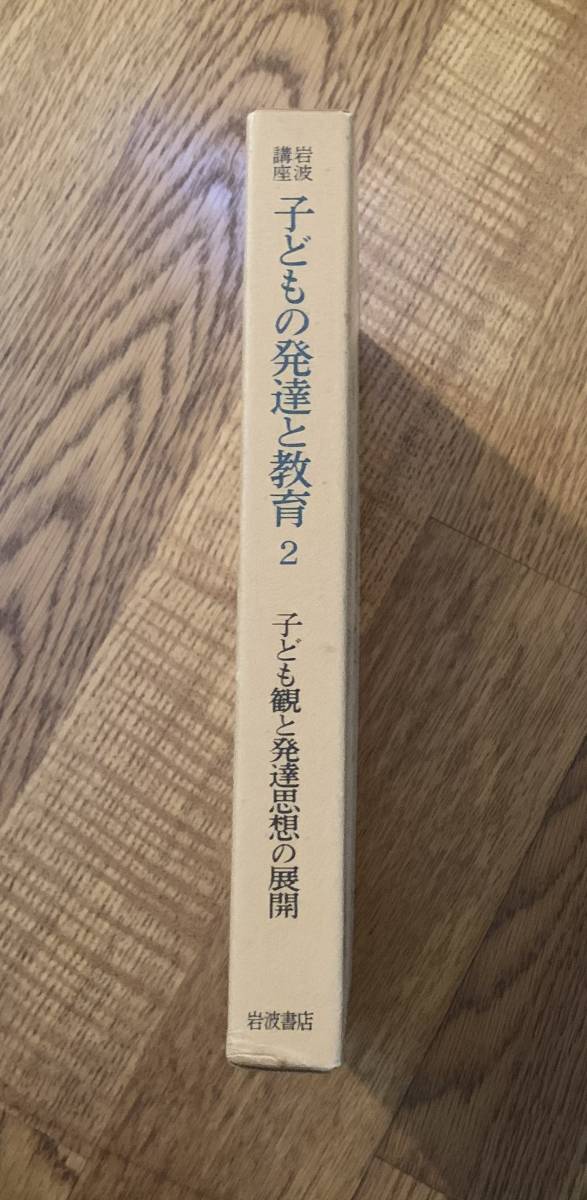 岩波
講座
子どもの発達と教育2
子ども観と発達思想の展開
岩波書店